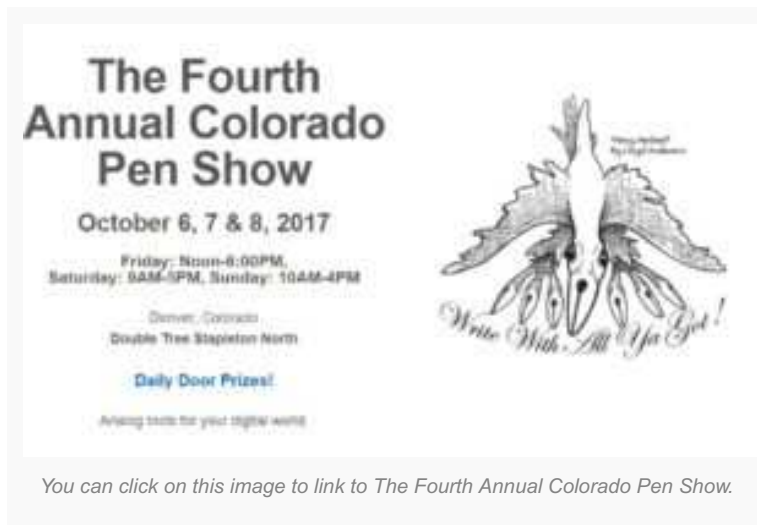 The Fourth
Annual Colorado
Pen Show
October 6, 7 & 8, 2017
Friday: Noon-6:00PM,
Saturday: 9AM-5PM, Sunday: 10AM-4PM
Denver, Colorado
Double Tree Stapleton North
Daily Door Prizes!
Analog tools for your digital world
Write With All Ya Got!
You can click on this image to link to The Fourth Annual Colorado Pen Show.